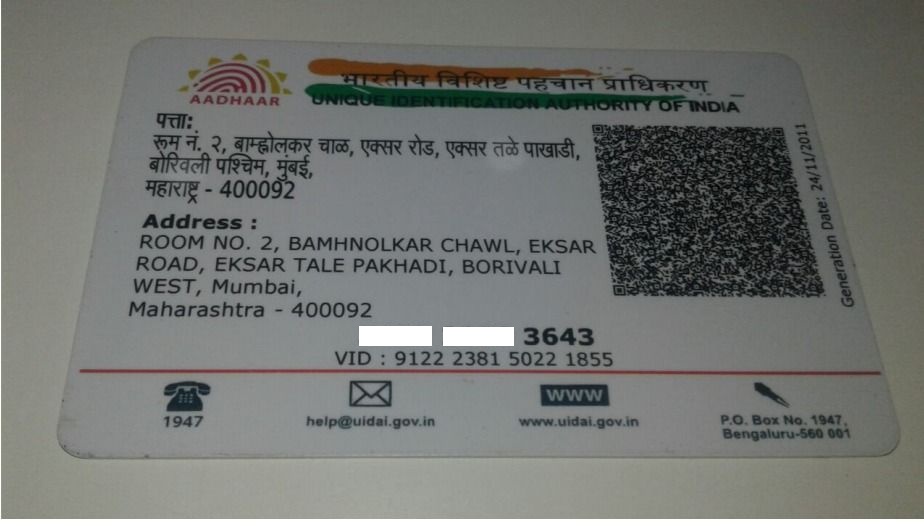 AADHAAR
भारतीय विशिष्ट पहचान प्राधिकरण
UNIQUE IDENTIFICATION AUTHORITY OF INDIA
पत्ता:
रूम नं. २, बाम्ह्नोलकर चाळ, एक्सर रोड, एक्सर तळे पाखाडी,
बोरिवली पश्चिम, मुंबई,
महाराष्ट्र - 400092
Address :
ROOM NO. 2, BAMHNOLKAR CHAWL, EKSAR
ROAD, EKSAR TALE PAKHADI, BORIVALI
WEST, Mumbai,
Maharashtra - 400092
Generation Date: 24/11/2011
3643
VID : 9122 2381 5022 1855
1947
help@uidai.gov.in
WWW
www.uidai.gov.in
P.O. Box No. 1947,
Bengaluru-560 001